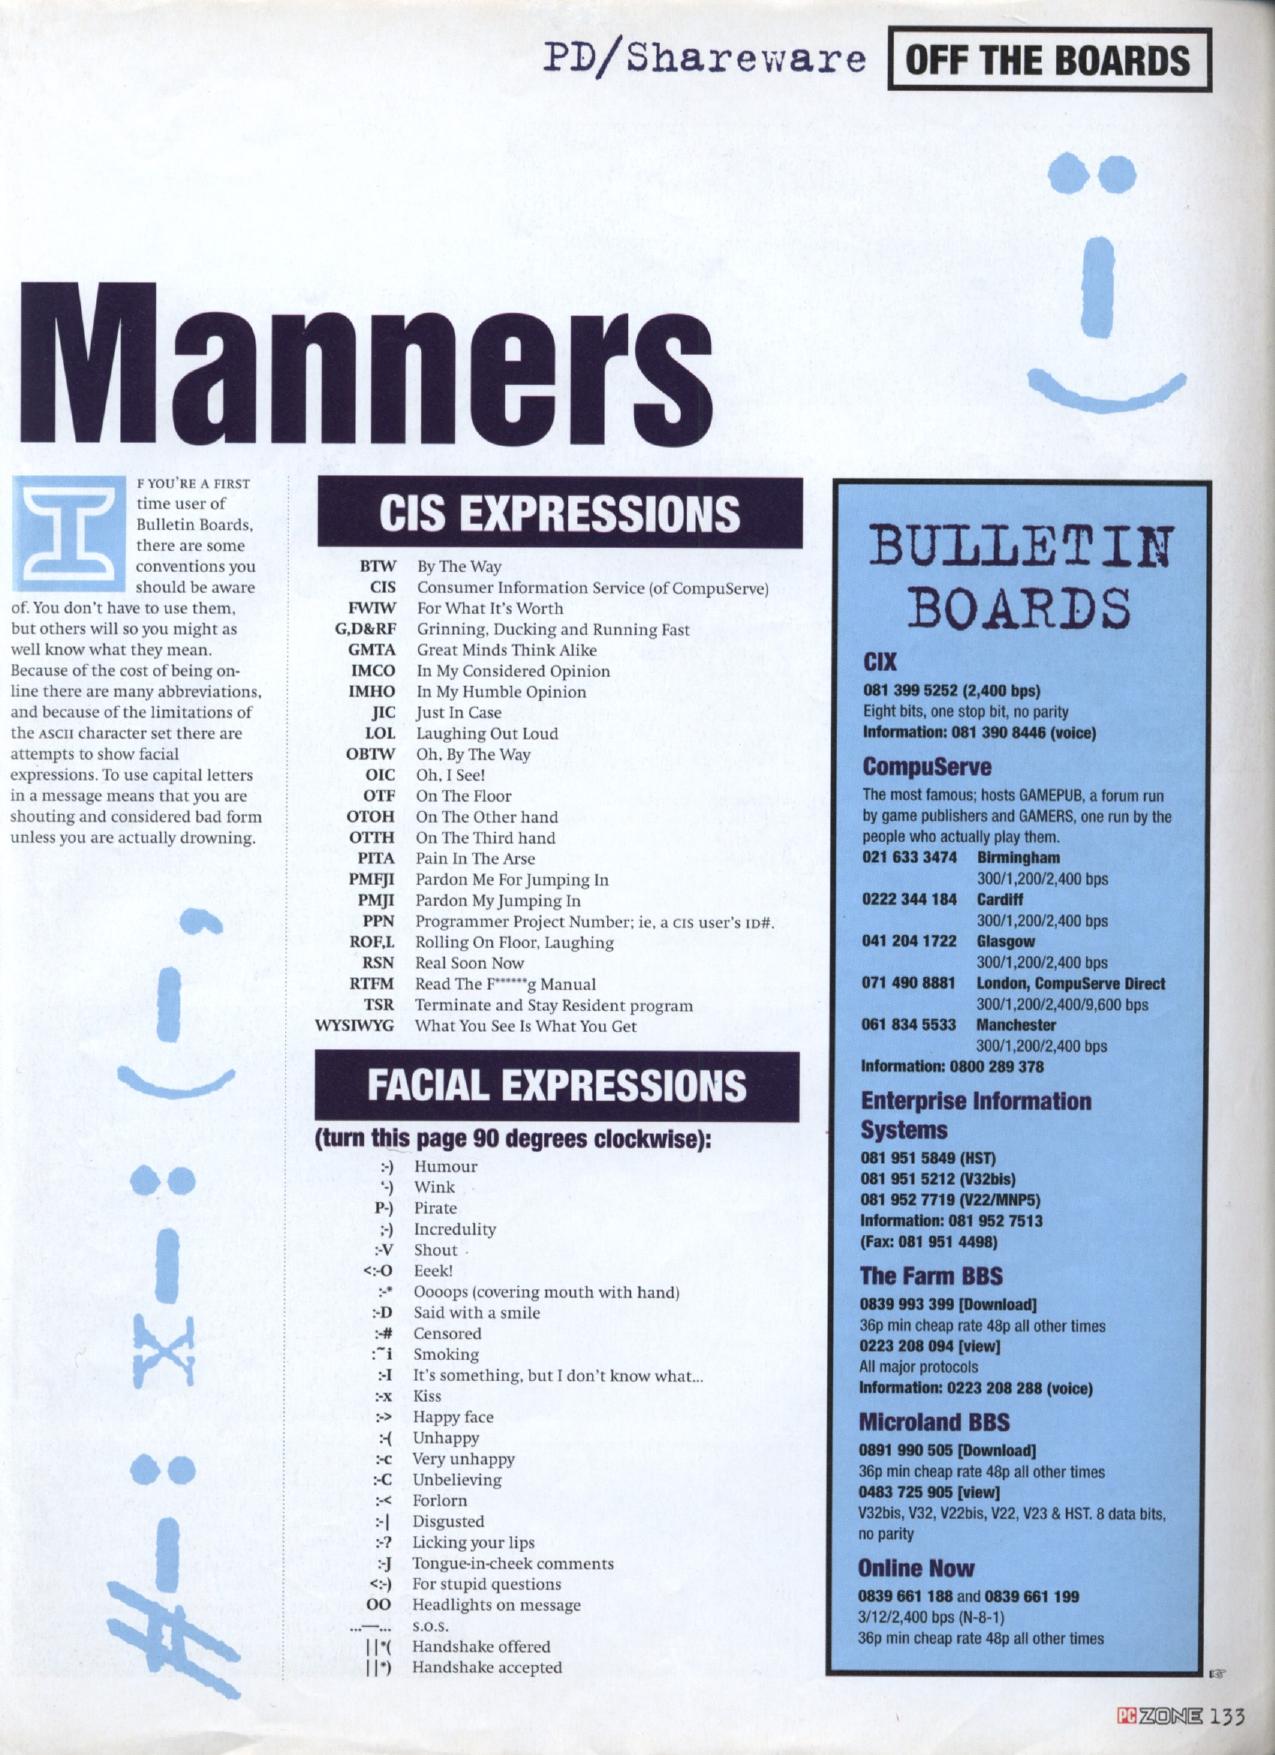 PD/Shareware OFF THE BOARDS
Manners
IF YOU'RE A FIRST
time user of
Bulletin Boards,
there are some
conventions you
should be aware
of. You don't have to use them,
but others will so you might as
well know what they mean.
Because of the cost of being on-
line there are many abbreviations,
and because of the limitations of
the ASCII character set there are
attempts to show facial
expressions. To use capital letters
in a message means that you are
shouting and considered bad form
unless you are actually drowning.
CIS EXPRESSIONS
BTW By The Way
CIS Consumer Information Service (of CompuServe)
FWIW For What It's Worth
G,D&RF Grinning, Ducking and Running Fast
GMTA Great Minds Think Alike
IMCO In My Considered Opinion
IMHO In My Humble Opinion
JIC Just In Case
LOL Laughing Out Loud
OBTW Oh, By The Way
OIC Oh, I See!
OTF On The Floor
OTOH On The Other hand
OTTH On The Third hand
PITA Pain In The Arse
PMFJI Pardon Me For Jumping In
PMJI Pardon My Jumping In
PPN Programmer Project Number; ie, a CIS user's ID#.
ROF,L Rolling On Floor, Laughing
RSN Real Soon Now
RTFM Read The F******g Manual
TSR Terminate and Stay Resident program
WYSIWYG What You See Is What You Get
FACIAL EXPRESSIONS
(turn this page 90 degrees clockwise):
:-) Humour
'-) Wink
P-) Pirate
;-) Incredulity
:-V Shout
<:-O Eeek!
:-* Oooops (covering mouth with hand)
:-D Said with a smile
:-# Censored
:~i Smoking
:-I It's something, but I don't know what...
:-x Kiss
:-> Happy face
:-( Unhappy
:-c Very unhappy
:-C Unbelieving
:-< Forlorn
:-| Disgusted
:-? Licking your lips
:-J Tongue-in-cheek comments
<:-) For stupid questions
OO Headlights on message
...—... S.O.S.
||*( Handshake offered
||*) Handshake accepted
BULLETIN
BOARDS
CIX
081 399 5252 (2,400 bps)
Eight bits, one stop bit, no parity
Information: 081 390 8446 (voice)
CompuServe
The most famous; hosts GAMEPUB, a forum run
by game publishers and GAMERS, one run by the
people who actually play them.
021 633 3474 Birmingham
300/1,200/2,400 bps
0222 344 184 Cardiff
300/1,200/2,400 bps
041 204 1722 Glasgow
300/1,200/2,400 bps
071 490 8881 London, CompuServe Direct
300/1,200/2,400/9,600 bps
061 834 5533 Manchester
300/1,200/2,400 bps
Information: 0800 289 378
Enterprise Information
Systems
081 951 5849 (HST)
081 951 5212 (V32bis)
081 952 7719 (V22/MNP5)
Information: 081 952 7513
(Fax: 081 951 4498)
The Farm BBS
0839 993 399 [Download]
36p min cheap rate 48p all other times
0223 208 094 [view]
All major protocols
Information: 0223 208 288 (voice)
Microland BBS
0891 990 505 [Download]
36p min cheap rate 48p all other times
0483 725 905 [view]
V32bis, V32, V22bis, V22, V23 & HST. 8 data bits,
no parity
Online Now
0839 661 188 and 0839 661 199
3/12/2,400 bps (N-8-1)
36p min cheap rate 48p all other times
PC ZONE 133